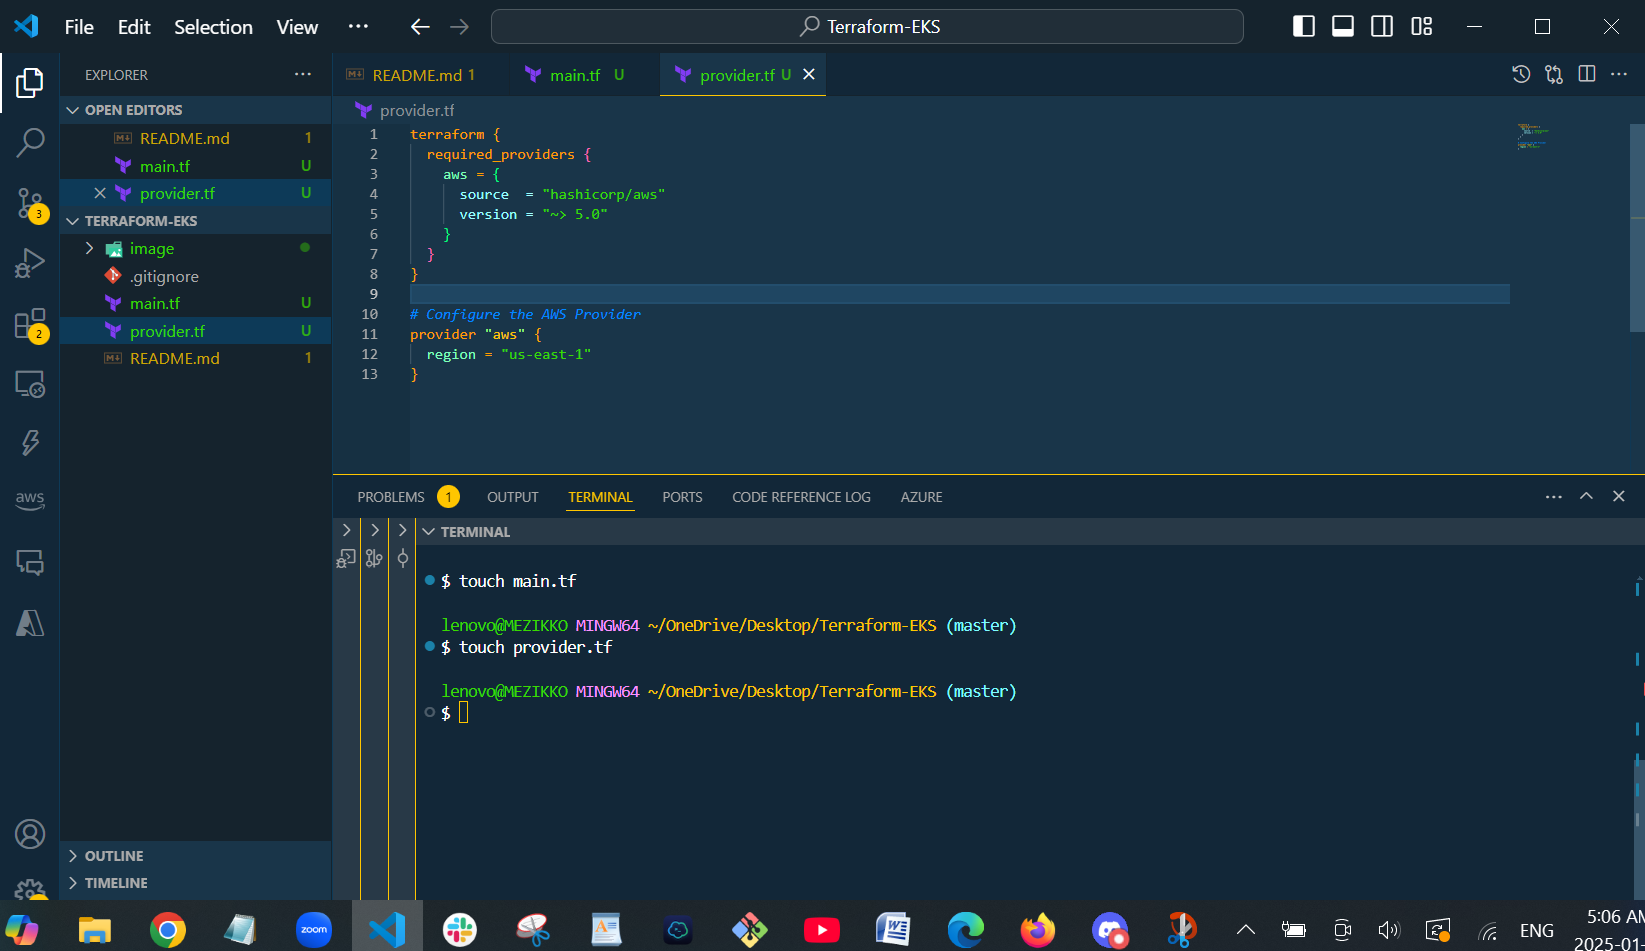 File Edit Selection View ··· Terraform-EKS
EXPLORER ···
OPEN EDITORS
README.md 1
main.tf U
provider.tf U
TERRAFORM-EKS
image
.gitignore
main.tf U
provider.tf U
README.md 1
OUTLINE
TIMELINE
3
2
aws
README.md 1 main.tf U provider.tf U
provider.tf
1 terraform {
2 required_providers {
3 aws = {
4 source = "hashicorp/aws"
5 version = "~> 5.0"
6 }
7 }
8 }
9
10 # Configure the AWS Provider
11 provider "aws" {
12 region = "us-east-1"
13 }
PROBLEMS 1 OUTPUT TERMINAL PORTS CODE REFERENCE LOG AZURE
TERMINAL
$ touch main.tf
lenovo@MEZIKKO MINGW64 ~/OneDrive/Desktop/Terraform-EKS (master)
$ touch provider.tf
lenovo@MEZIKKO MINGW64 ~/OneDrive/Desktop/Terraform-EKS (master)
$
zoom
ENG
5:06 AM
2025-01-